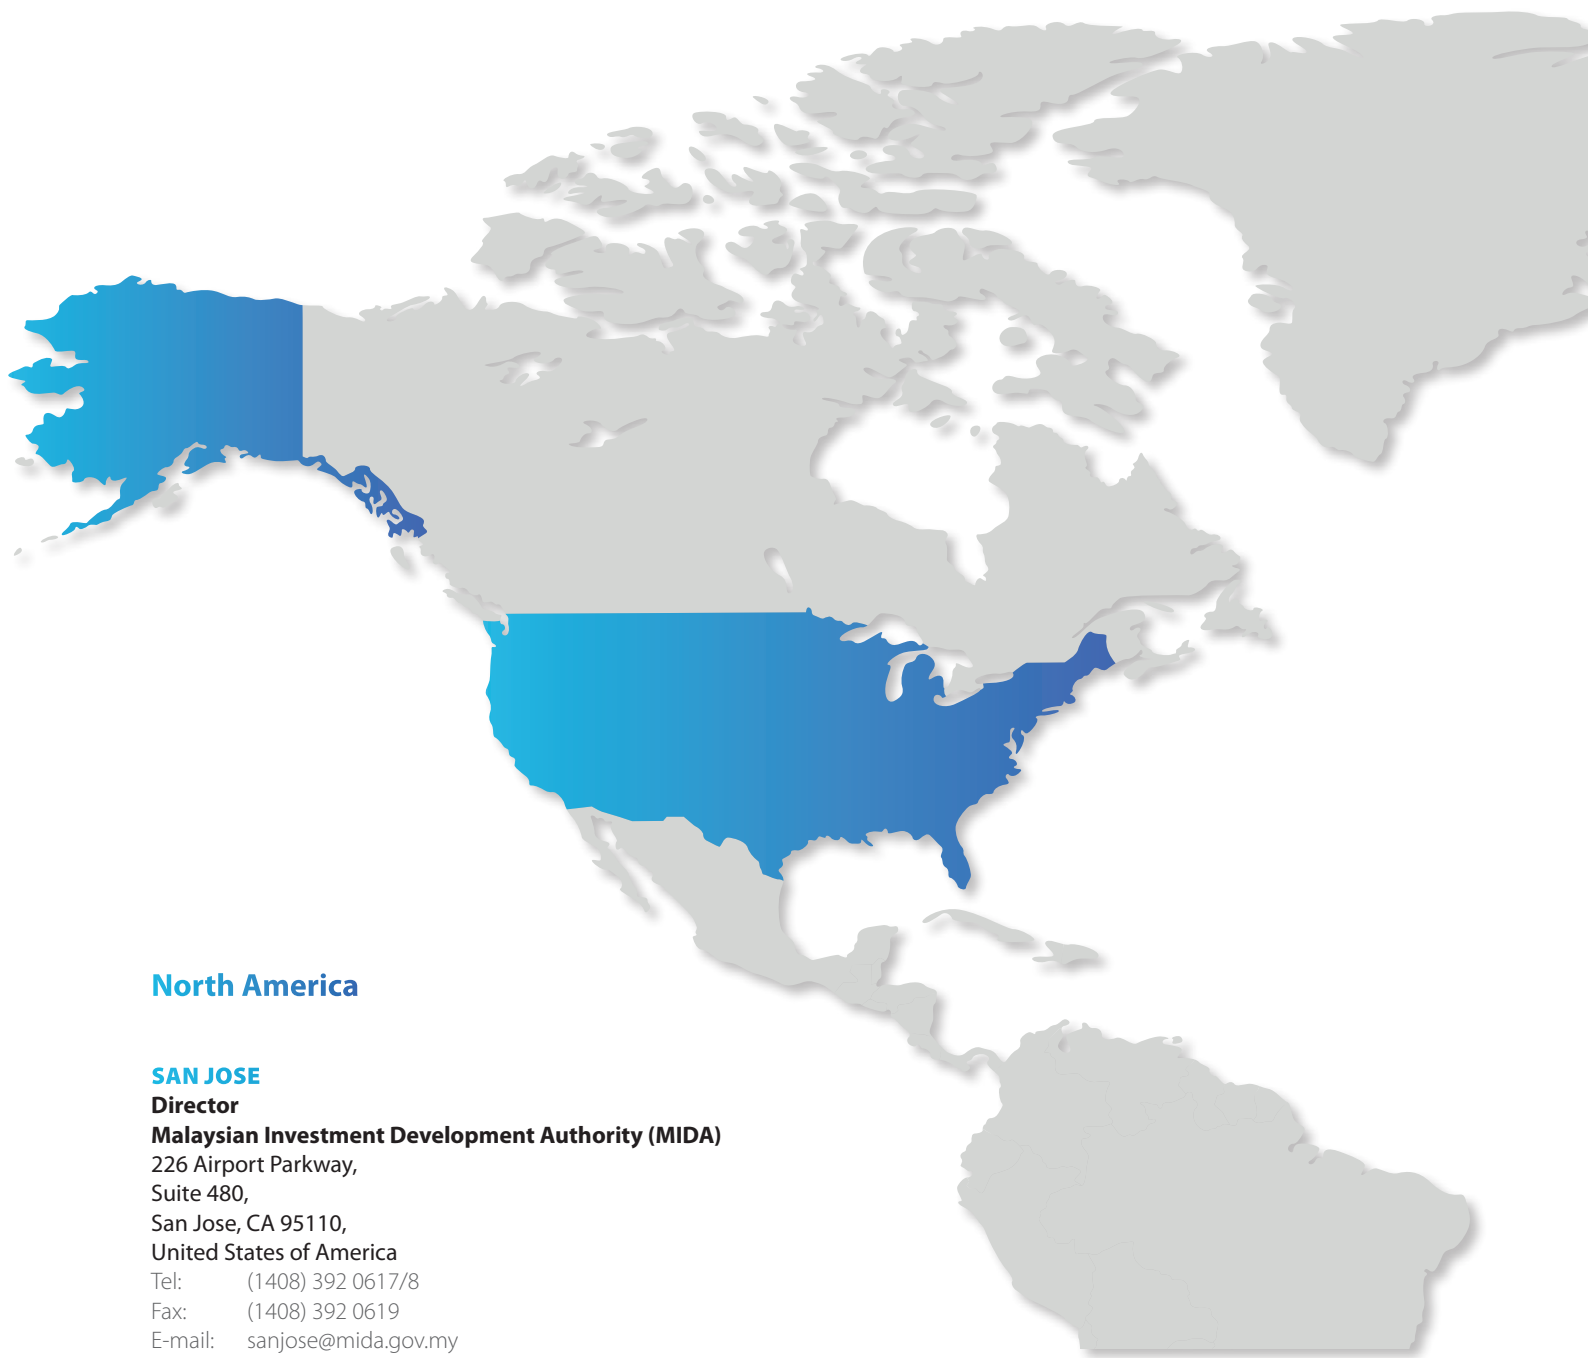 North America
SAN JOSE
Director
Malaysian Investment Development Authority (MIDA)
226 Airport Parkway,
Suite 480,
San Jose, CA 95110,
United States of America
Tel: (1408) 392 0617/8
Fax: (1408) 392 0619
E-mail: sanjose@mida.gov.my